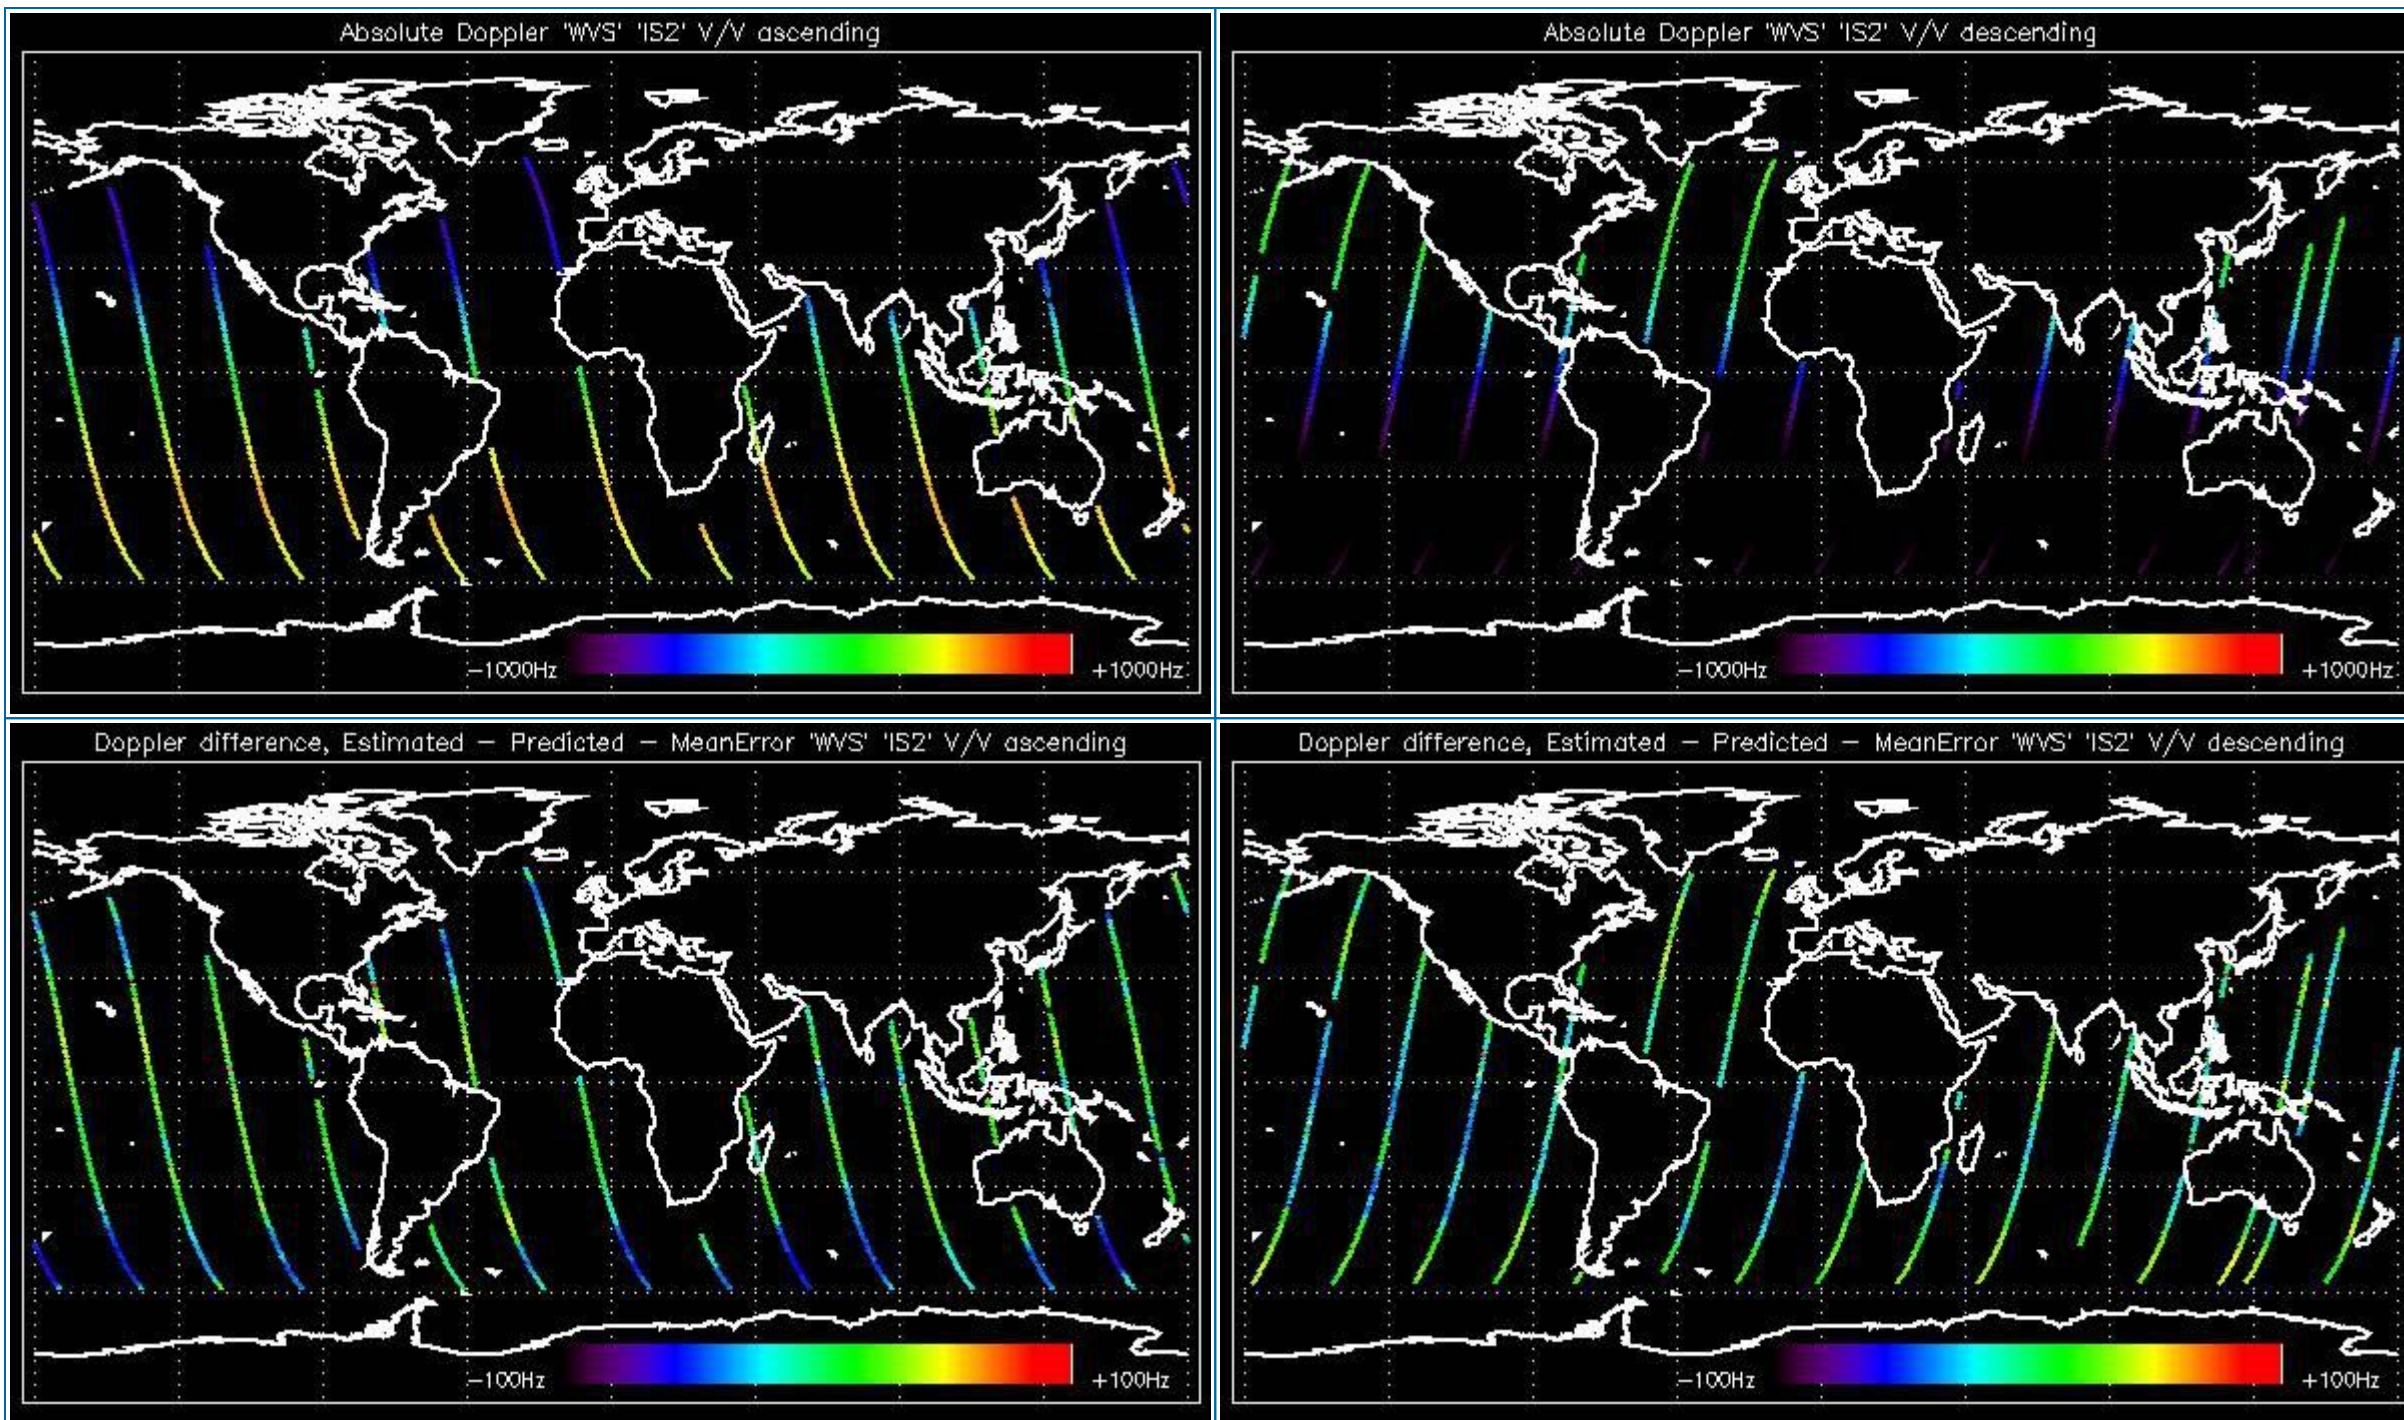 Absolute Doppler 'WVS' 'IS2' V/V ascending
-1000Hz +1000Hz
Absolute Doppler 'WVS' 'IS2' V/V descending
-1000Hz +1000Hz
Doppler difference, Estimated - Predicted - MeanError 'WVS' 'IS2' V/V ascending
-100Hz +100Hz
Doppler difference, Estimated - Predicted - MeanError 'WVS' 'IS2' V/V descending
-100Hz +100Hz